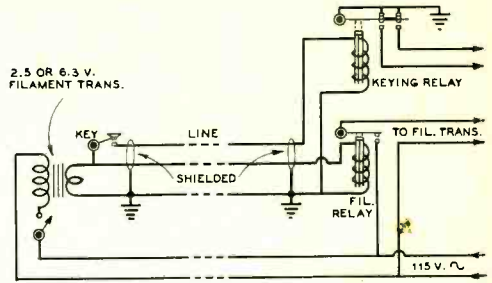 2.5 OR 6.3 V.
FILAMENT TRANS.
KEY
LINE
SHIELDED
KEYING RELAY
TO FIL. TRANS.
FIL.
RELAY
115 V. ∿